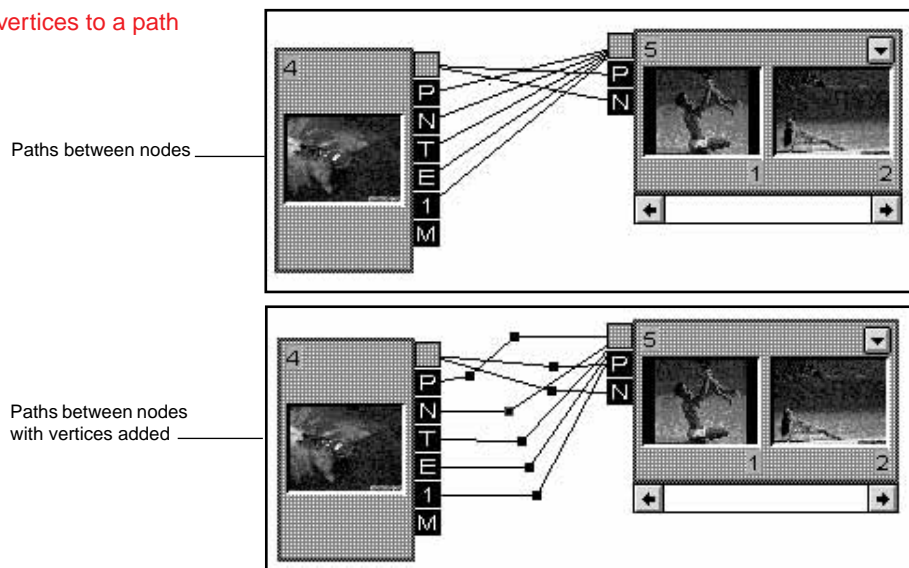 vertices to a path
Paths between nodes
4
P
N
T
E
1
M
5
P
N
1
2
Paths between nodes
with vertices added
4
P
N
T
E
1
M
5
P
N
1
2